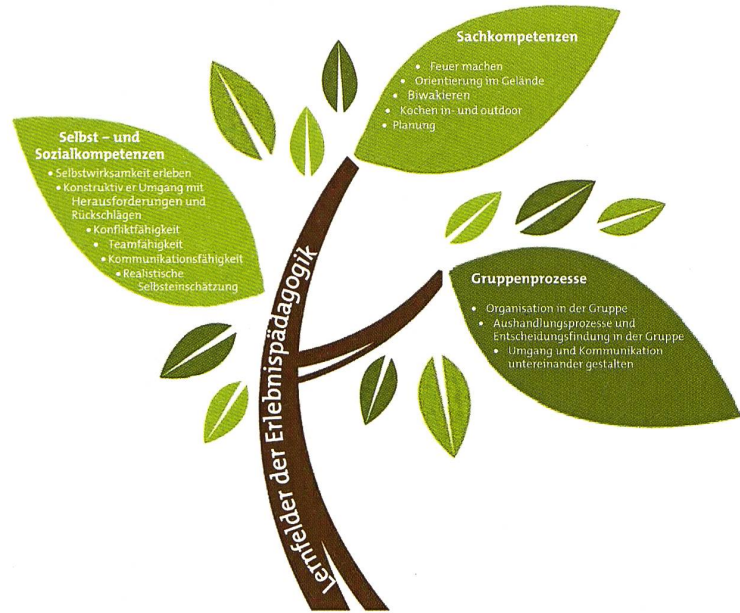 Sachkompetenzen
• Feuer machen
• Orientierung im Gelände
• Biwakieren
• Kochen in- und outdoor
• Planung
Selbst – und
Sozialkompetenzen
• Selbstwirksamkeit erleben
• Konstruktiv er Umgang mit
Herausforderungen und
Rückschlägen
• Konfliktfähigkeit
• Teamfähigkeit
• Kommunikationsfähigkeit
• Realistische
Selbsteinschätzung
Gruppenprozesse
• Organisation in der Gruppe
• Aushandlungsprozesse und
Entscheidungsfindung in der Gruppe
• Umgang und Kommunikation
untereinander gestalten
Lernfelder der Erlebnispädagogik